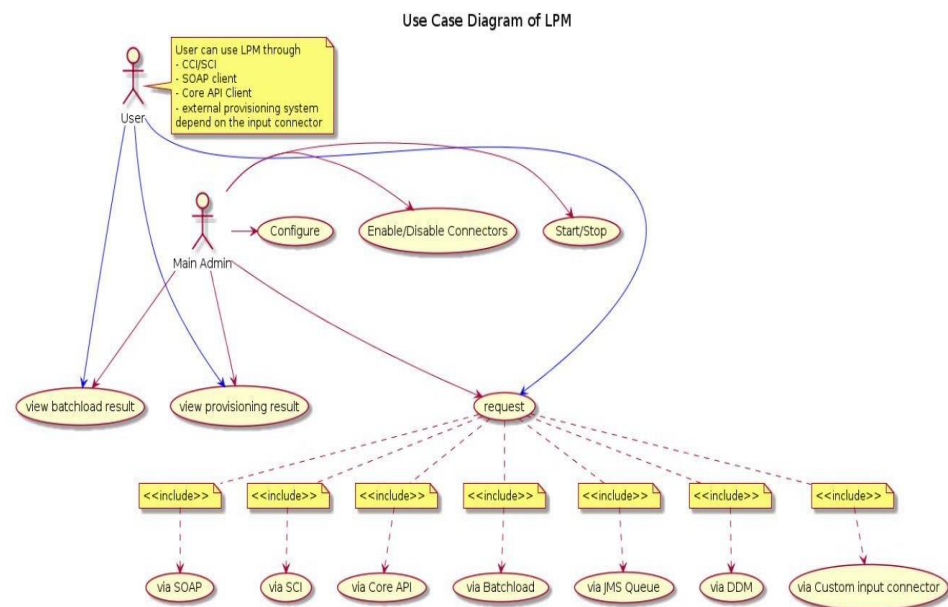 Use Case Diagram of LPM
User can use LPM through
- CCI/SCI
- SOAP client
- Core API Client
- external provisioning system
depend on the input connector
User
Configure
Enable/Disable Connectors
Start/Stop
Main Admin
view batchload result
view provisioning result
request
<<include>>
<<include>>
<<include>>
<<include>>
<<include>>
<<include>>
<<include>>
via SOAP
via SCI
via Core API
via Batchload
via JMS Queue
via DDM
via Custom input connector